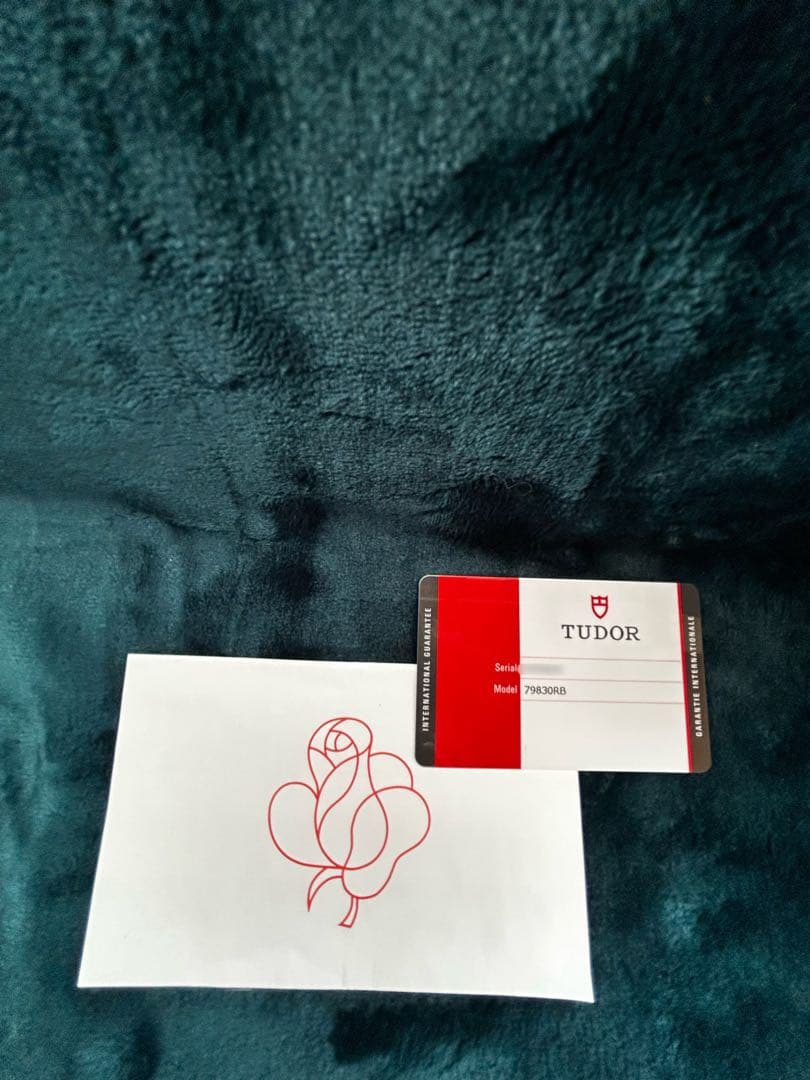 INTERNATIONAL GUARANTEE
TUDOR
Serial
Model 79830RB
GARANTIE INTERNATIONALE